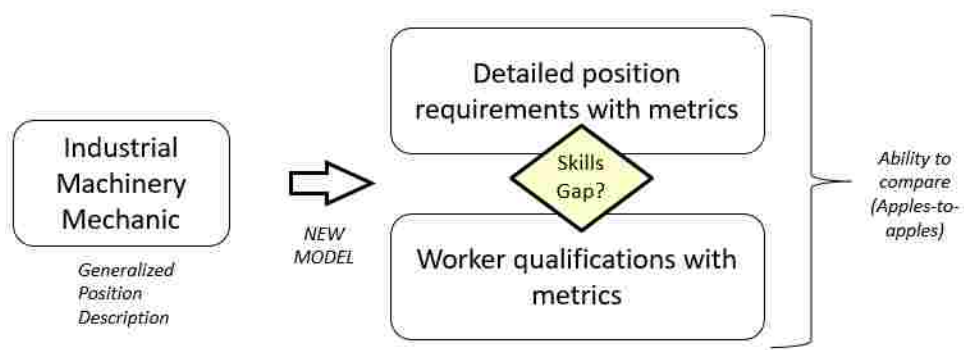 Industrial
Machinery
Mechanic
Generalized
Position
Description
NEW
MODEL
Detailed position
requirements with metrics
Skills
Gap?
Worker qualifications with
metrics
Ability to
compare
(Apples-to-
apples)